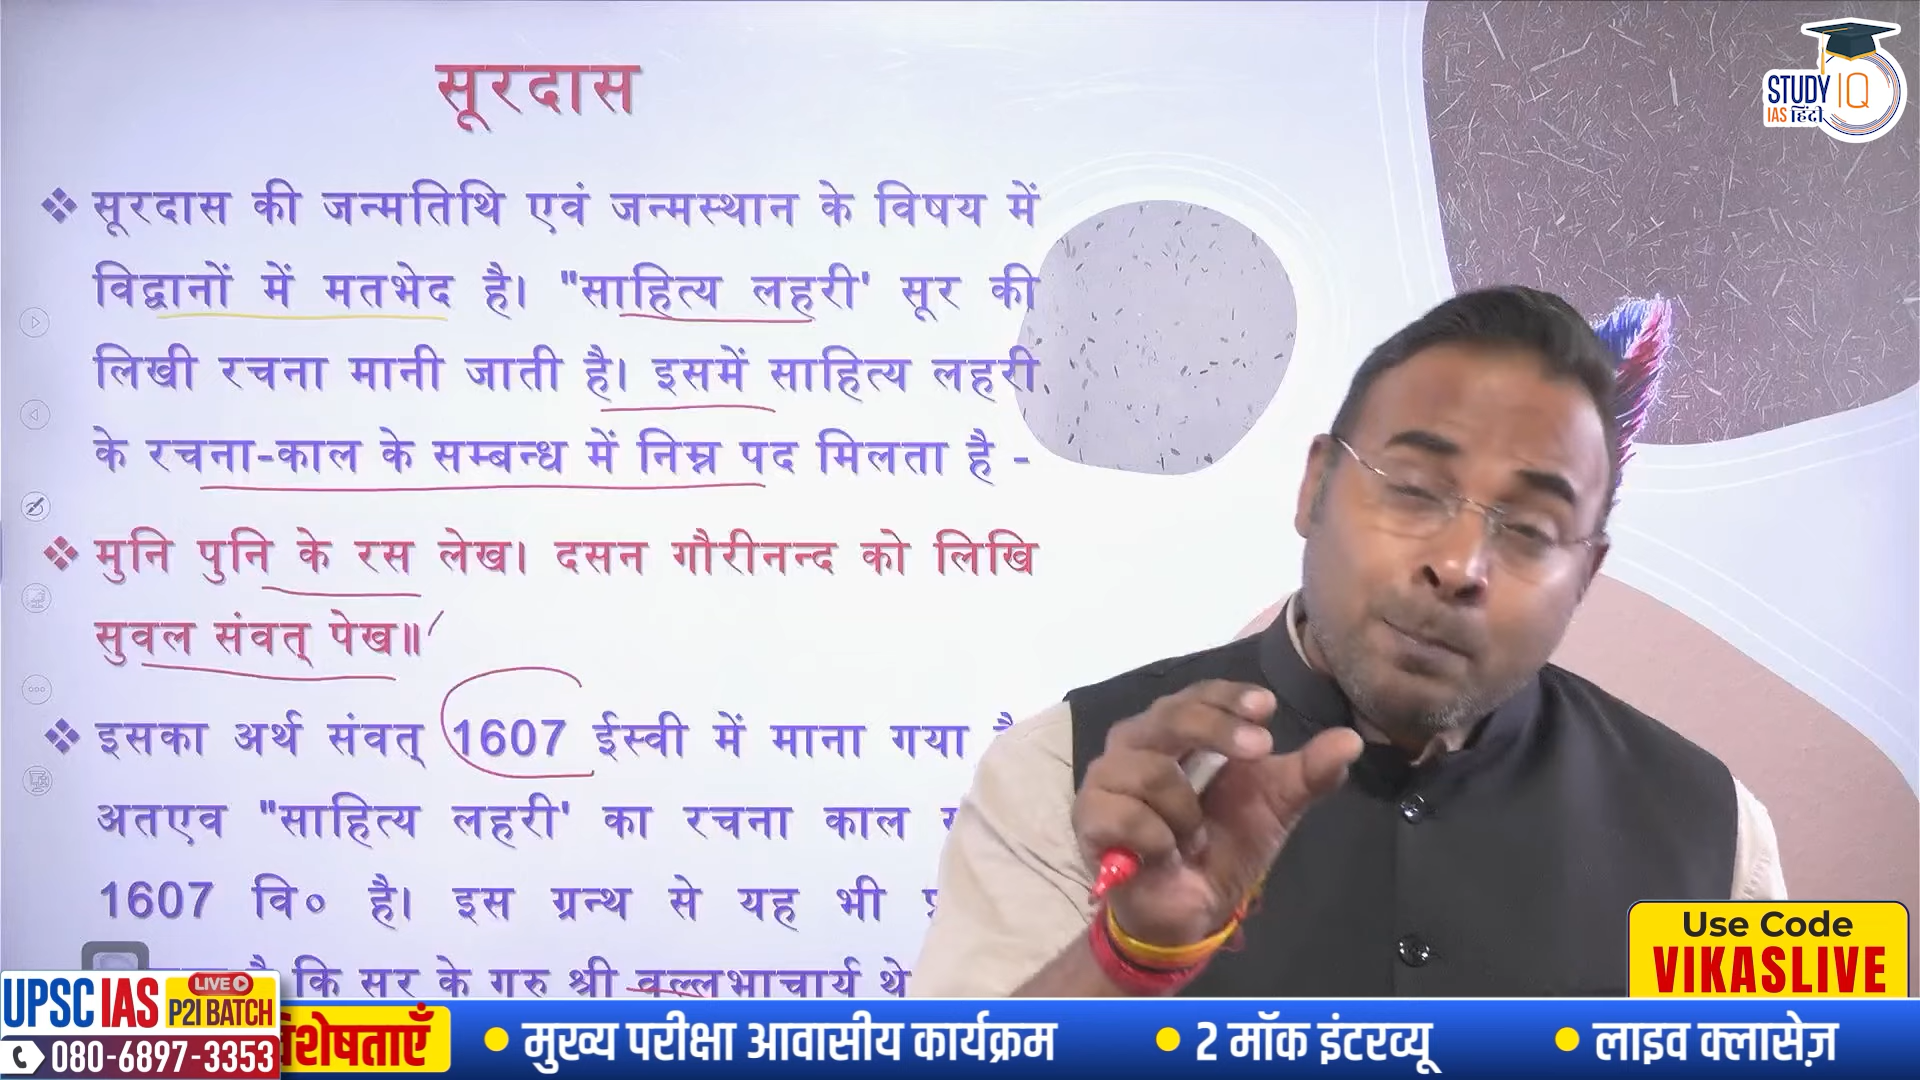 सूरदास
STUDY IQ
IAS हिंदी
❖ सूरदास की जन्मतिथि एवं जन्मस्थान के विषय में
विद्वानों में मतभेद है। "साहित्य लहरी' सूर की
लिखी रचना मानी जाती है। इसमें साहित्य लहरी
के रचना-काल के सम्बन्ध में निम्न पद मिलता है -
❖ मुनि पुनि के रस लेख। दसन गौरीनन्द को लिखि
सुवल संवत् पेख॥
❖ इसका अर्थ संवत् 1607 ईस्वी में माना गया
अतएव "साहित्य लहरी' का रचना काल
1607 वि० है। इस ग्रन्थ से यह भी
कि सूर के गुरु श्री वल्लभाचार्य थे
Use Code
VIKASLIVE
UPSC IAS LIVE P2I BATCH
080-6897-3353
• मुख्य परीक्षा आवासीय कार्यक्रम • 2 मॉक इंटरव्यू • लाइव क्लासेज़